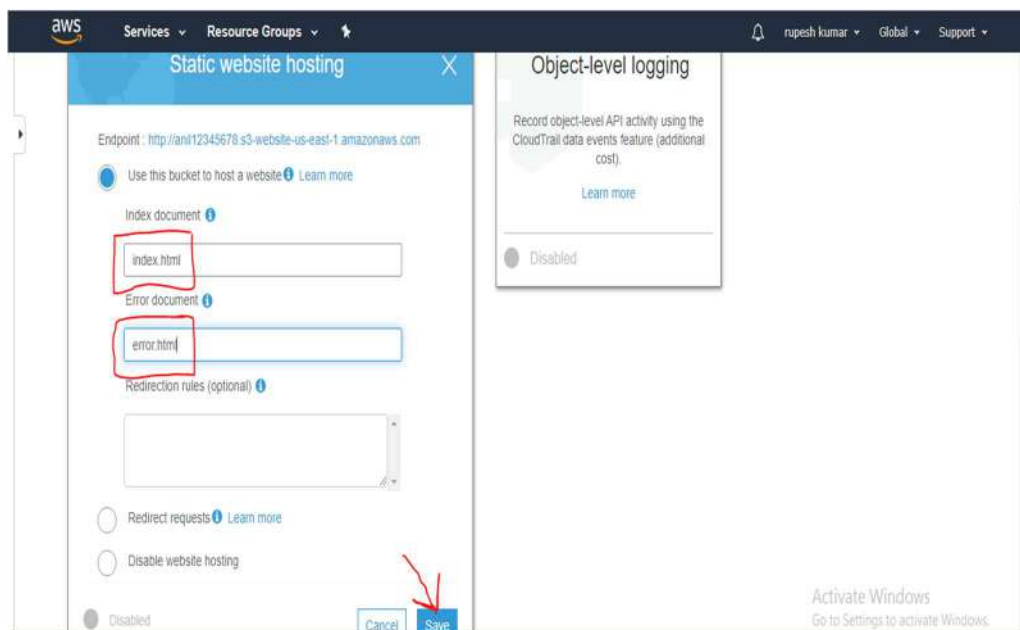 aws Services Resource Groups rupesh kumar Global Support
Static website hosting X
Endpoint : http://anil12345678.s3-website-us-east-1.amazonaws.com
Use this bucket to host a website Learn more
Index document
index.html
Error document
error.html
Redirection rules (optional)
Redirect requests Learn more
Disable website hosting
Disabled
Cancel Save
Object-level logging
Record object-level API activity using the
CloudTrail data events feature (additional
cost).
Learn more
Disabled
Activate Windows
Go to Settings to activate Windows.